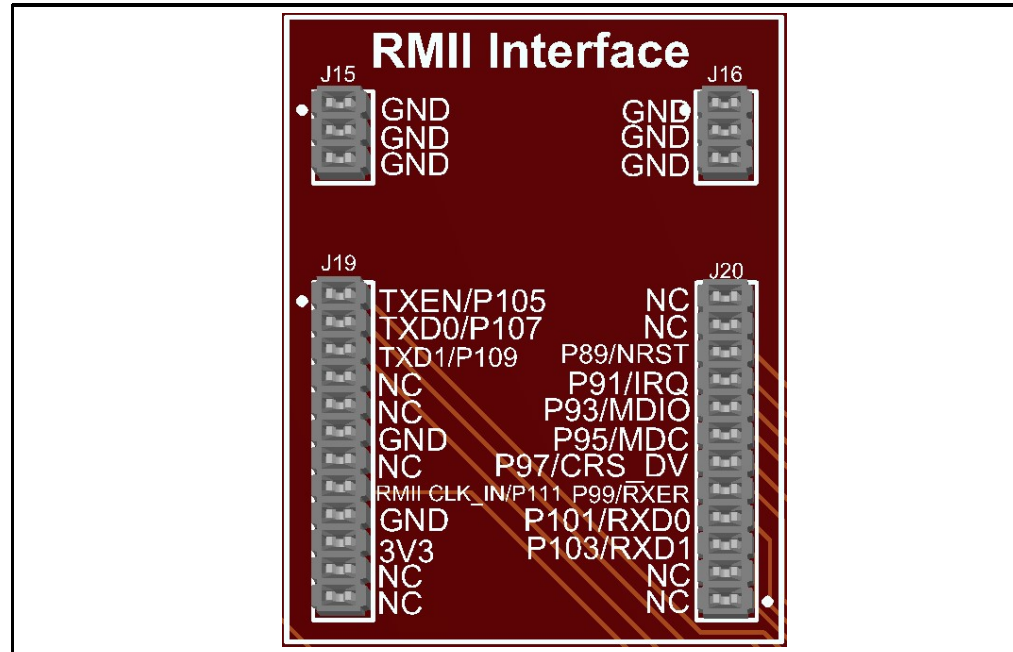 RMII Interface
J15
GND
GND
GND
J16
GND
GND
GND
J19
TXEN/P105
TXD0/P107
TXD1/P109
NC
NC
GND
NC
RMII CLK_IN/P111
GND
3V3
NC
NC
J20
NC
NC
P89/NRST
P91/IRQ
P93/MDIO
P95/MDC
P97/CRS_DV
P99/RXER
P101/RXD0
P103/RXD1
NC
NC